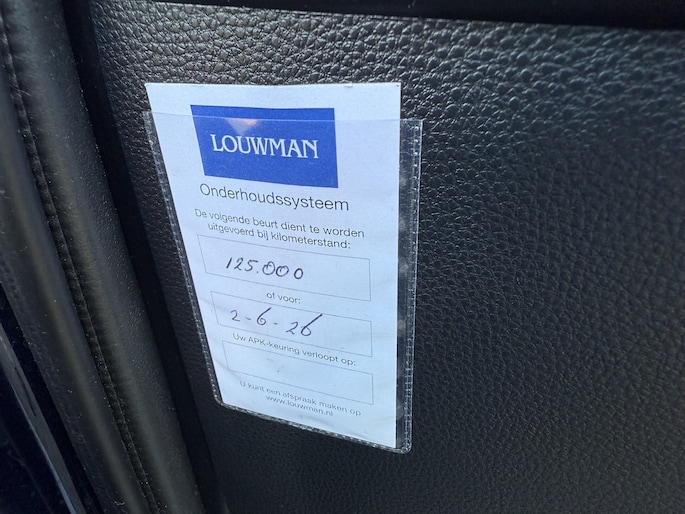 LOUWMAN
Onderhoudssysteem
De volgende beurt dient te worden
uitgevoerd bij kilometerstand:
125.000
of voor:
2-6-26
Uw APK-keuring verloopt op:
U kunt een afspraak maken op
www.louwman.nl